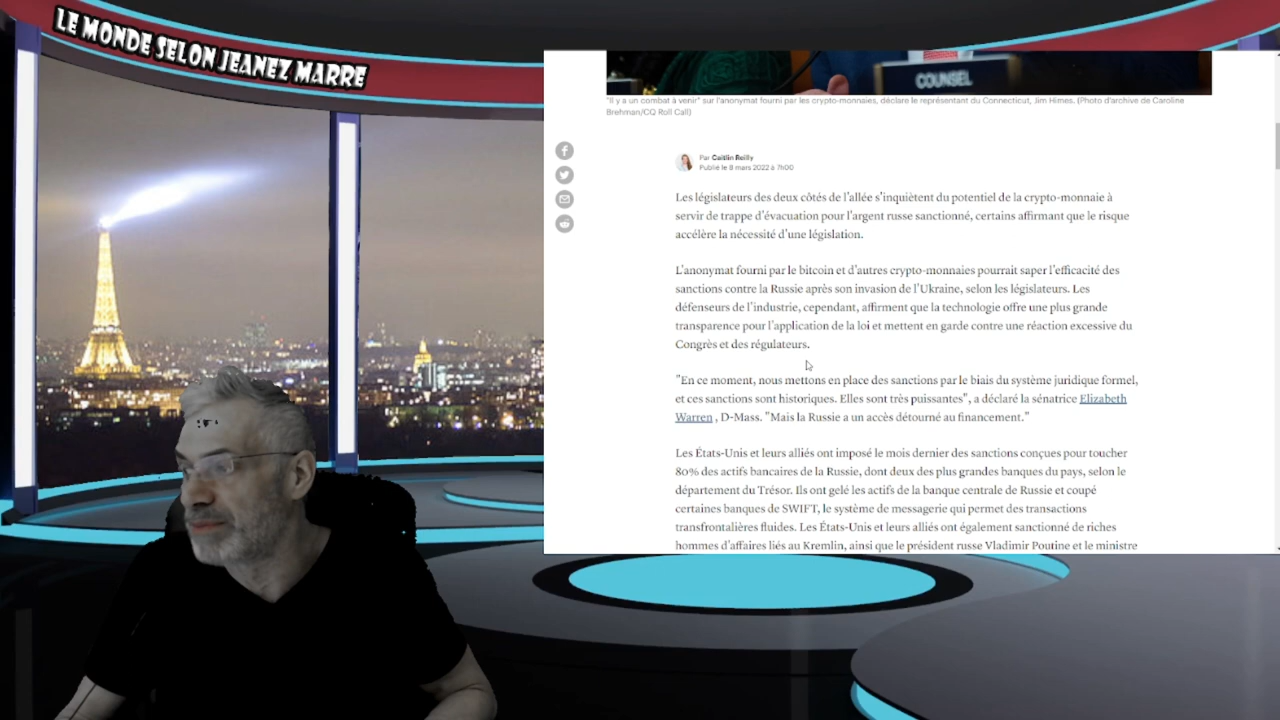 LE MONDE SELON JEANEZ MARRE
COUNSEL
"Il y a un combat à venir" sur l'anonymat fourni par les crypto-monnaies, déclare le représentant du Connecticut, Jim Himes. (Photo d'archive de Caroline
Brehman/CQ Roll Call)
Par Caitlin Reilly
Publié le 8 mars 2022 à 7h00
Les législateurs des deux côtés de l'allée s'inquiètent du potentiel de la crypto-monnaie à
servir de trappe d'évacuation pour l'argent russe sanctionné, certains affirmant que le risque
accélère la nécessité d'une législation.
L'anonymat fourni par le bitcoin et d'autres crypto-monnaies pourrait saper l'efficacité des
sanctions contre la Russie après son invasion de l'Ukraine, selon les législateurs. Les
défenseurs de l'industrie, cependant, affirment que la technologie offre une plus grande
transparence pour l'application de la loi et mettent en garde contre une réaction excessive du
Congrès et des régulateurs.
"En ce moment, nous mettons en place des sanctions par le biais du système juridique formel,
et ces sanctions sont historiques. Elles sont très puissantes", a déclaré la sénatrice Elizabeth
Warren , D-Mass. "Mais la Russie a un accès détourné au financement."
Les États-Unis et leurs alliés ont imposé le mois dernier des sanctions conçues pour toucher
80% des actifs bancaires de la Russie, dont deux des plus grandes banques du pays, selon le
département du Trésor. Ils ont gelé les actifs de la banque centrale de Russie et coupé
certaines banques de SWIFT, le système de messagerie qui permet des transactions
transfrontalières fluides. Les États-Unis et leurs alliés ont également sanctionné de riches
hommes d'affaires liés au Kremlin, ainsi que le président russe Vladimir Poutine et le ministre